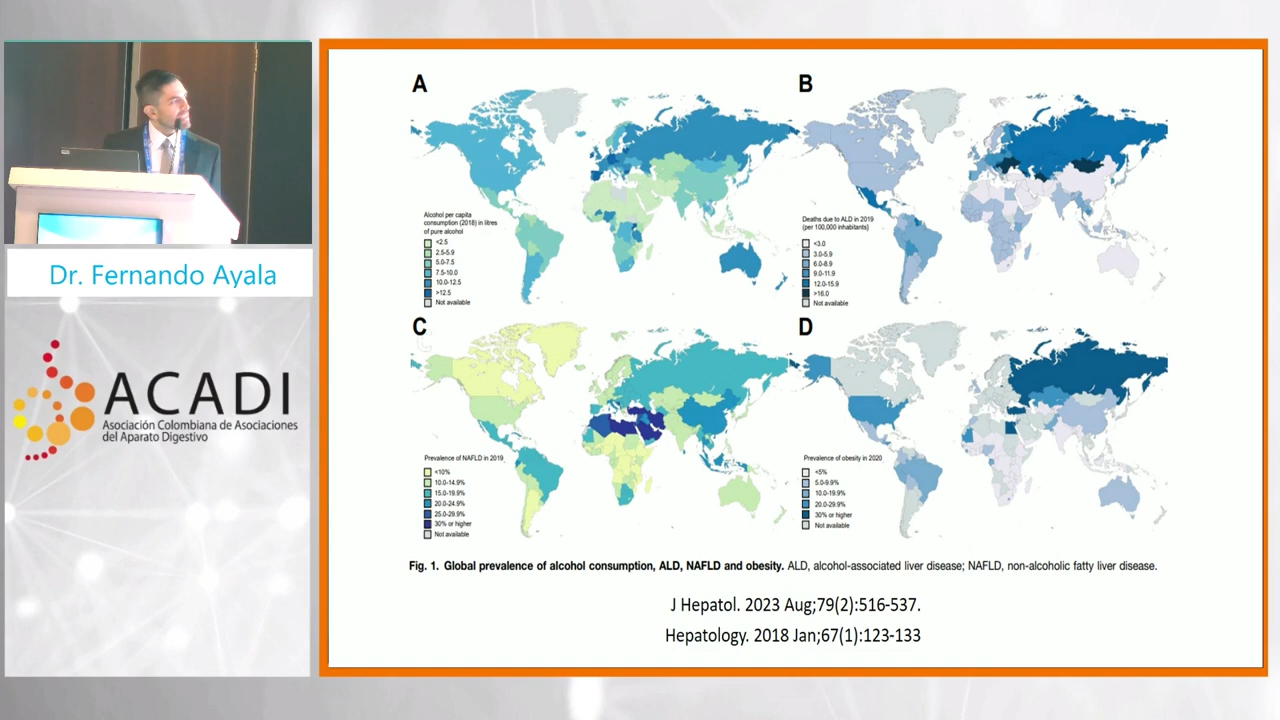 Dr. Fernando Ayala
ACADI
Asociación Colombiana de Asociaciones
del Aparato Digestivo
A
Alcohol per capita
consumption (2018) in litres
of pure alcohol
<2.5
2.5-5.9
5.0-7.5
7.5-10.0
10.0-12.5
>12.5
Not available
B
Deaths due to ALD in 2019
(per 100,000 inhabitants)
<3.0
3.0-5.9
6.0-8.9
9.0-11.9
12.0-15.9
>16.0
Not available
C
Prevalence of NAFLD in 2019
<10%
10.0-14.9%
15.0-19.9%
20.0-24.9%
25.0-29.9%
30% or higher
Not available
D
Prevalence of obesity in 2020
<5%
5.0-9.9%
10.0-19.9%
20.0-29.9%
30% or higher
Not available
Fig. 1. Global prevalence of alcohol consumption, ALD, NAFLD and obesity. ALD, alcohol-associated liver disease; NAFLD, non-alcoholic fatty liver disease.
J Hepatol. 2023 Aug;79(2):516-537.
Hepatology. 2018 Jan;67(1):123-133